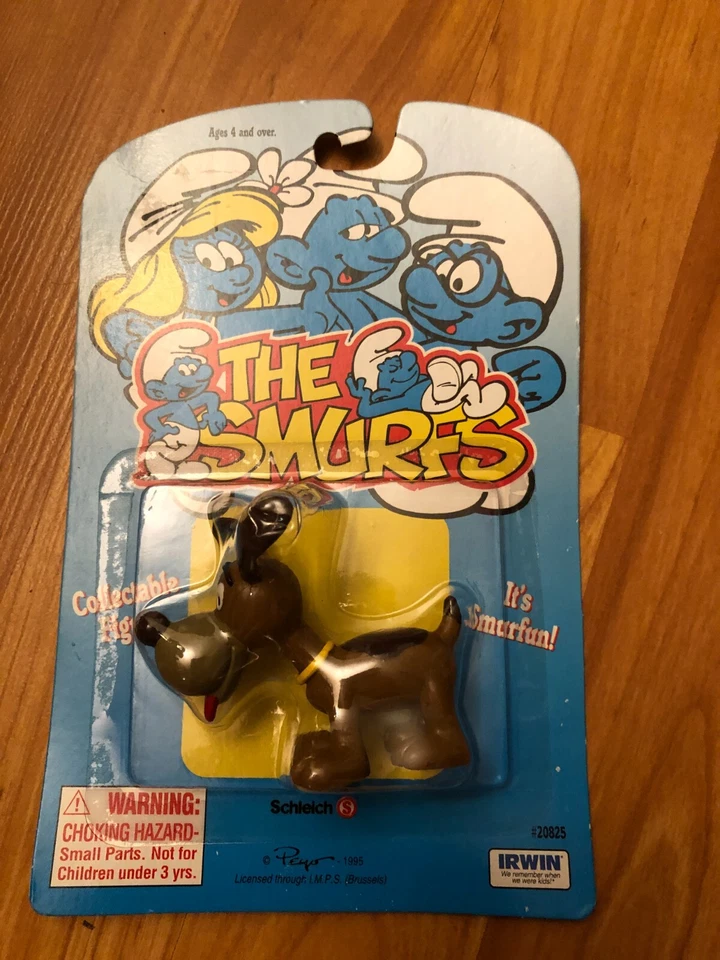 Ages 4 and over.
THE
SMURFS
Collectable
It's
Smurfun!
WARNING:
CHOKING HAZARD-
Small Parts. Not for
Children under 3 yrs.
Schleich S
#20825
© Peyo - 1995
Licensed through I.M.P.S. (Brussels)
IRWIN
We remember when
we were kids!